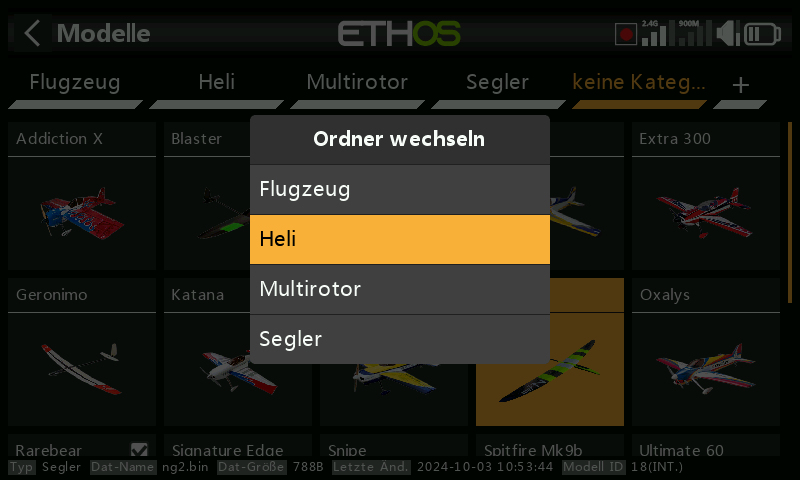 Modelle ETHOS 2.4G 900M
Flugzeug Heli Multirotor Segler keine Kateg... +
Addiction X Blaster Extra 300
Ordner wechseln
Flugzeug
Heli
Multirotor
Segler
Geronimo Katana Oxalys
Rarebear Signature Edge Snipe Spitfire Mk9b Ultimate 60
Typ Segler Dat-Name ng2.bin Dat-Größe 788B Letzte Änd. 2024-10-03 10:53:44 Modell ID 18(INT.)